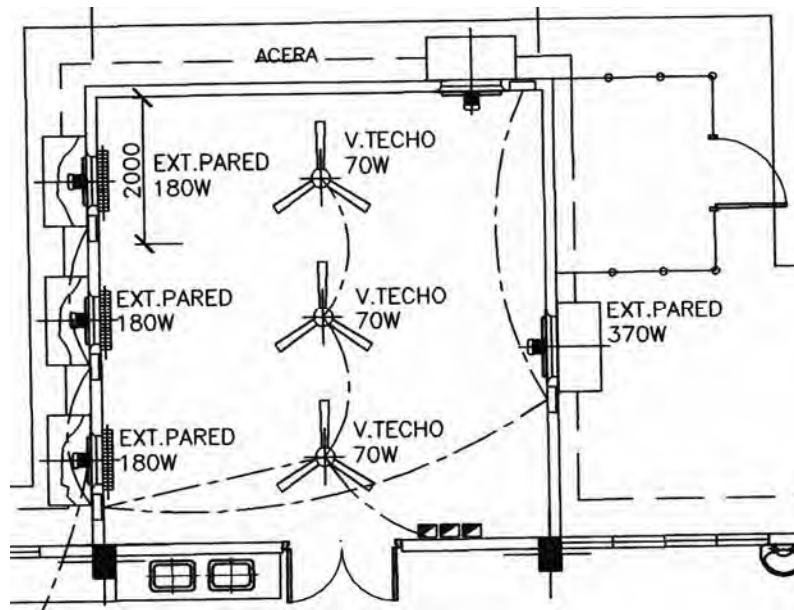 ACERA
2000
EXT.PARED
180W
V.TECHO
70W
EXT.PARED
180W
V.TECHO
70W
EXT.PARED
370W
EXT.PARED
180W
V.TECHO
70W